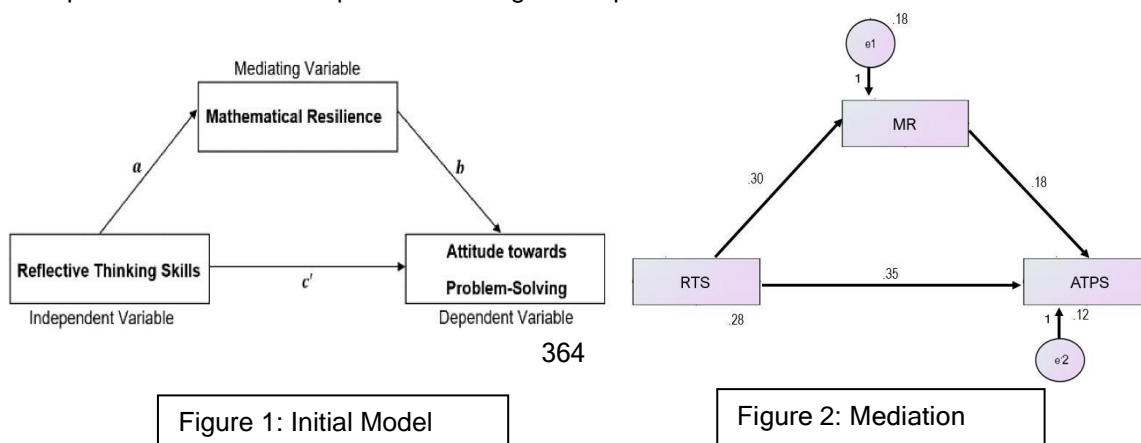 Mediating Variable
Mathematical Resilience
a
b
Reflective Thinking Skills
c'
Attitude towards
Problem-Solving
Independent Variable
Dependent Variable
364
Figure 1: Initial Model
.18
e1
1
MR
.30
.18
RTS
.35
ATPS
.28
1
.12
e2
Figure 2: Mediation